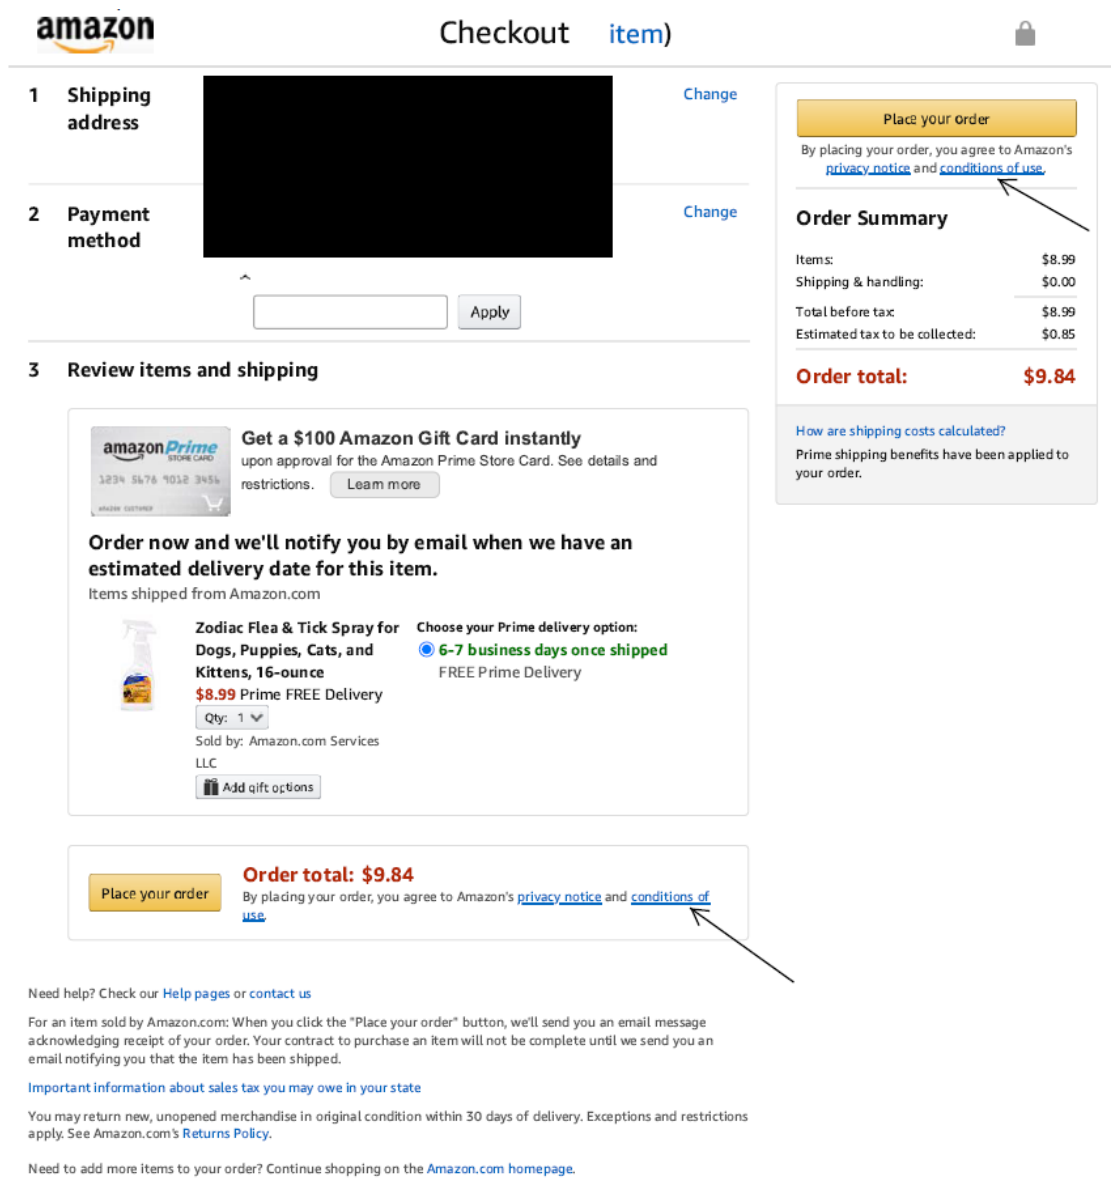 amazon
Checkout item)
1 Shipping address
Change
2 Payment method
Change
Apply
3 Review items and shipping
amazonPrime
STORE CARD
1234 5678 9012 3456
AMAZON CUSTOMER
Get a $100 Amazon Gift Card instantly
upon approval for the Amazon Prime Store Card. See details and
restrictions. Learn more
Order now and we'll notify you by email when we have an
estimated delivery date for this item.
Items shipped from Amazon.com
Zodiac Flea & Tick Spray for
Dogs, Puppies, Cats, and
Kittens, 16-ounce
$8.99 Prime FREE Delivery
Qty: 1
Sold by: Amazon.com Services
LLC
Add gift options
Choose your Prime delivery option:
6-7 business days once shipped
FREE Prime Delivery
Place your order
Order total: $9.84
By placing your order, you agree to Amazon's privacy notice and conditions of
use.
Need help? Check our Help pages or contact us
For an item sold by Amazon.com: When you click the "Place your order" button, we'll send you an email message
acknowledging receipt of your order. Your contract to purchase an item will not be complete until we send you an
email notifying you that the item has been shipped.
Important information about sales tax you may owe in your state
You may return new, unopened merchandise in original condition within 30 days of delivery. Exceptions and restrictions
apply. See Amazon.com's Returns Policy.
Need to add more items to your order? Continue shopping on the Amazon.com homepage.
Place your order
By placing your order, you agree to Amazon's
privacy notice and conditions of use.
Order Summary
Items: $8.99
Shipping & handling: $0.00
Total before tax: $8.99
Estimated tax to be collected: $0.85
Order total: $9.84
How are shipping costs calculated?
Prime shipping benefits have been applied to
your order.